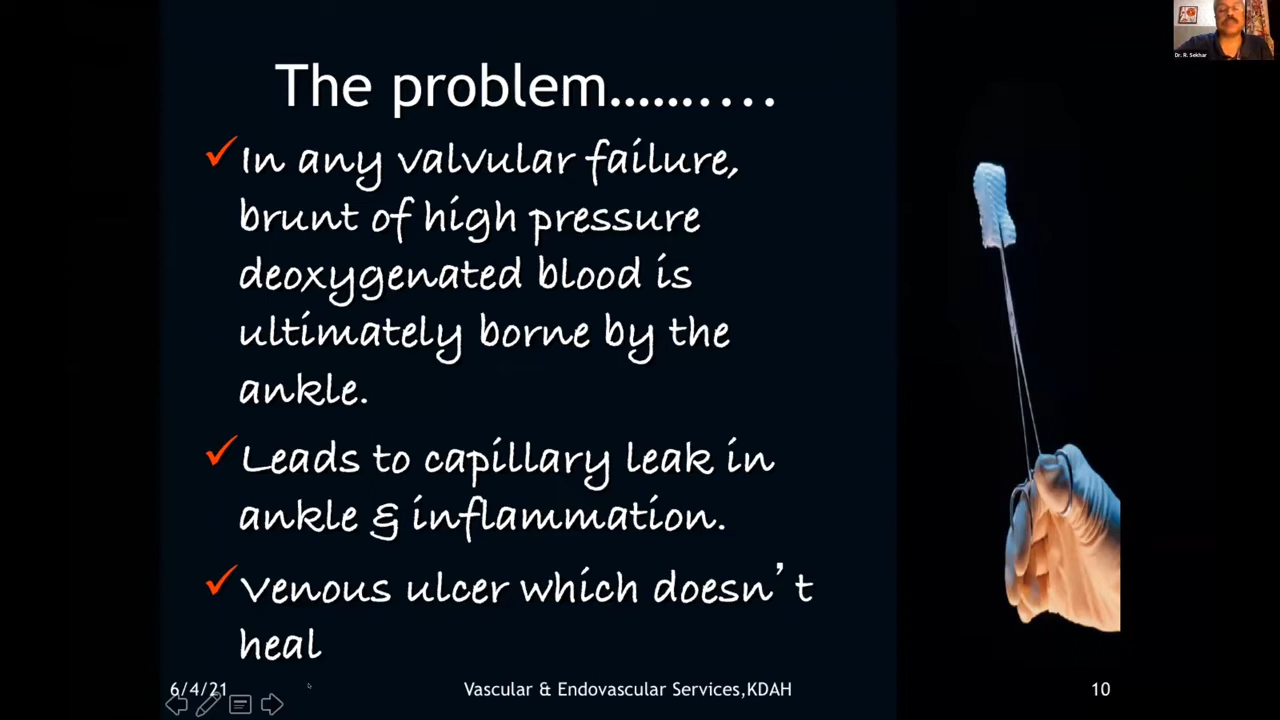 Dr. R. Sekhar
The problem..........
In any valvular failure,
brunt of high pressure
deoxygenated blood is
ultimately borne by the
ankle.
Leads to capillary leak in
ankle & inflammation.
Venous ulcer which doesn't
heal
6/4/21
Vascular & Endovascular Services,KDAH
10